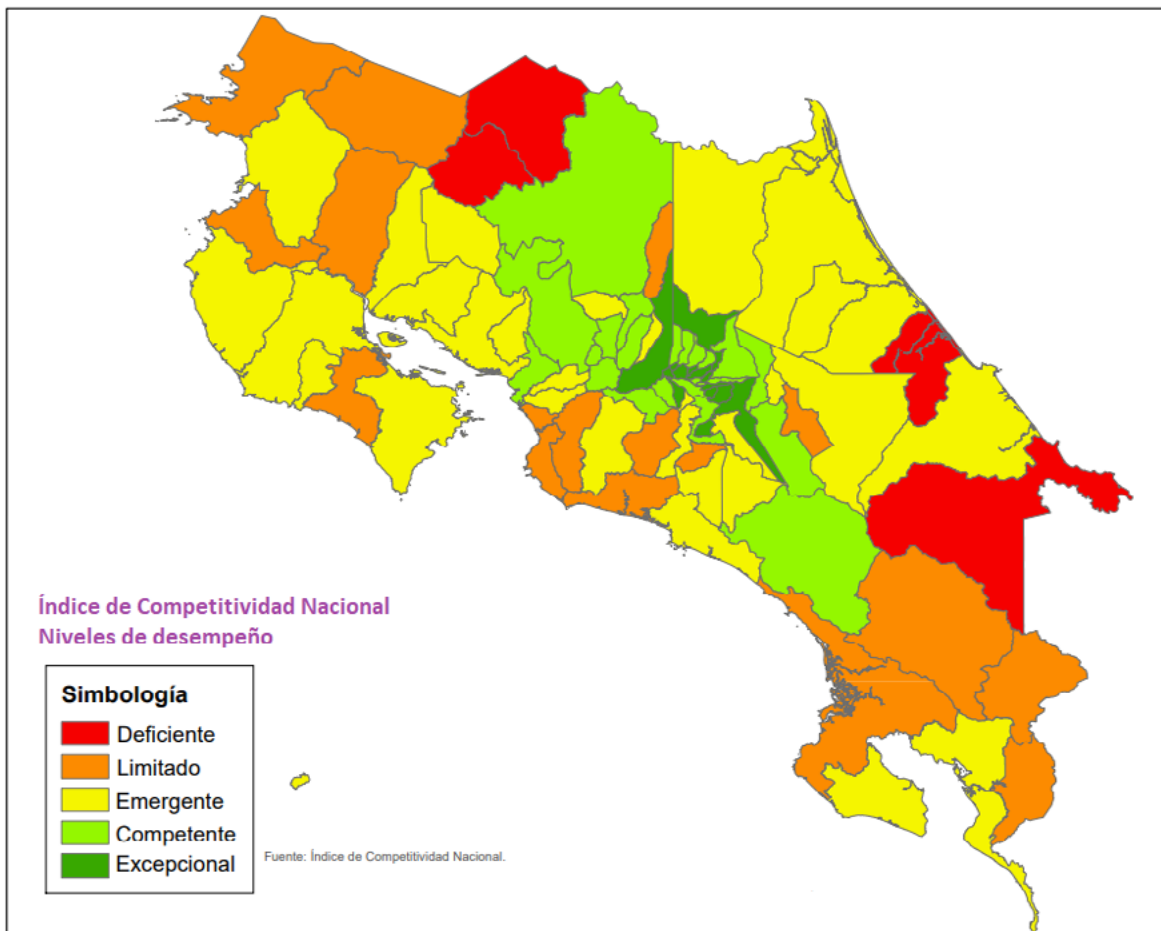 Índice de Competitividad Nacional
Niveles de desempeño
Simbología
Deficiente
Limitado
Emergente
Competente
Excepcional
Fuente: Índice de Competitividad Nacional.